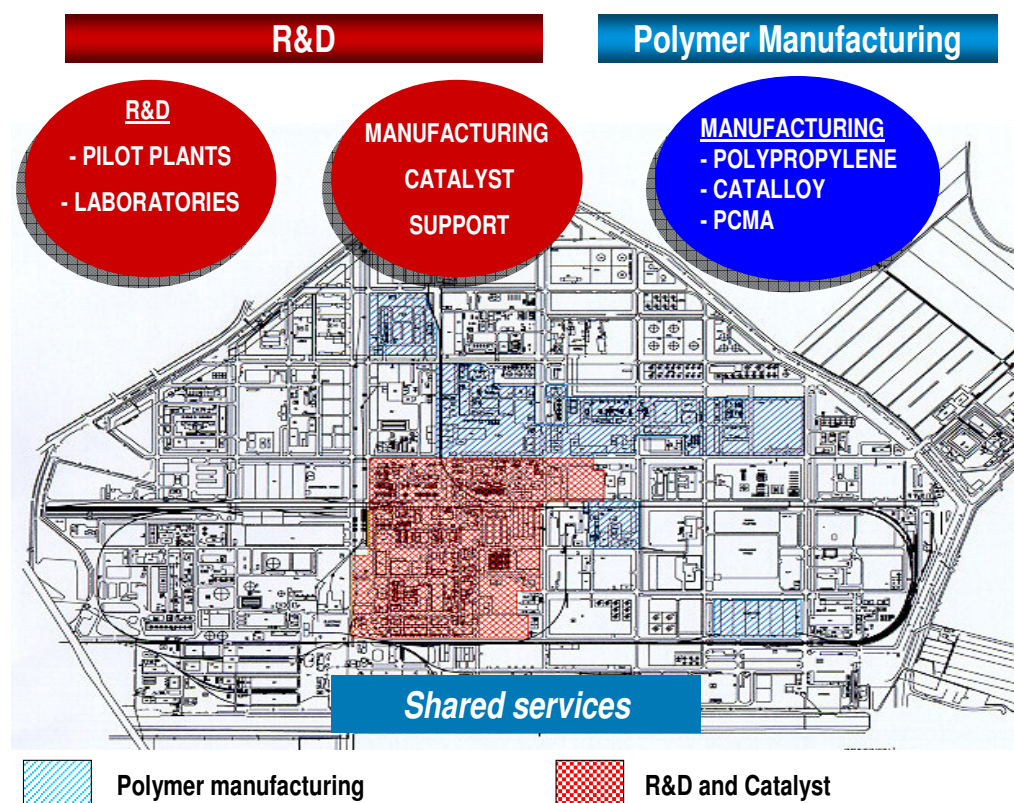 R&D
Polymer Manufacturing
R&D
- PILOT PLANTS
- LABORATORIES
MANUFACTURING
CATALYST
SUPPORT
MANUFACTURING
- POLYPROPYLENE
- CATALLOY
- PCMA
Shared services
Polymer manufacturing
R&D and Catalyst